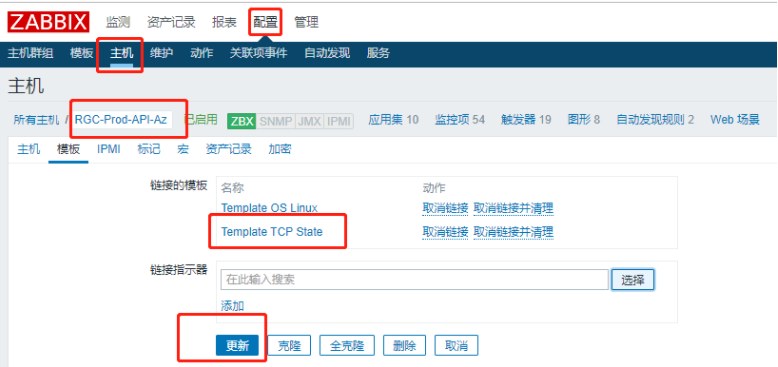 ZABBIX 监测 资产记录 报表 配置 管理
主机群组 模板 主机 维护 动作 关联项事件 自动发现 服务
主机
所有主机 / RGC-Prod-API-Az 已启用 ZBX SNMP JMX IPMI 应用集 10 监控项 54 触发器 19 图形 8 自动发现规则 2 Web 场景
主机 模板 IPMI 标记 宏 资产记录 加密
链接的模板 名称 动作
Template OS Linux 取消链接 取消链接并清理
Template TCP State 取消链接 取消链接并清理
链接指示器 在此输入搜索 选择
添加
更新 克隆 全克隆 删除 取消